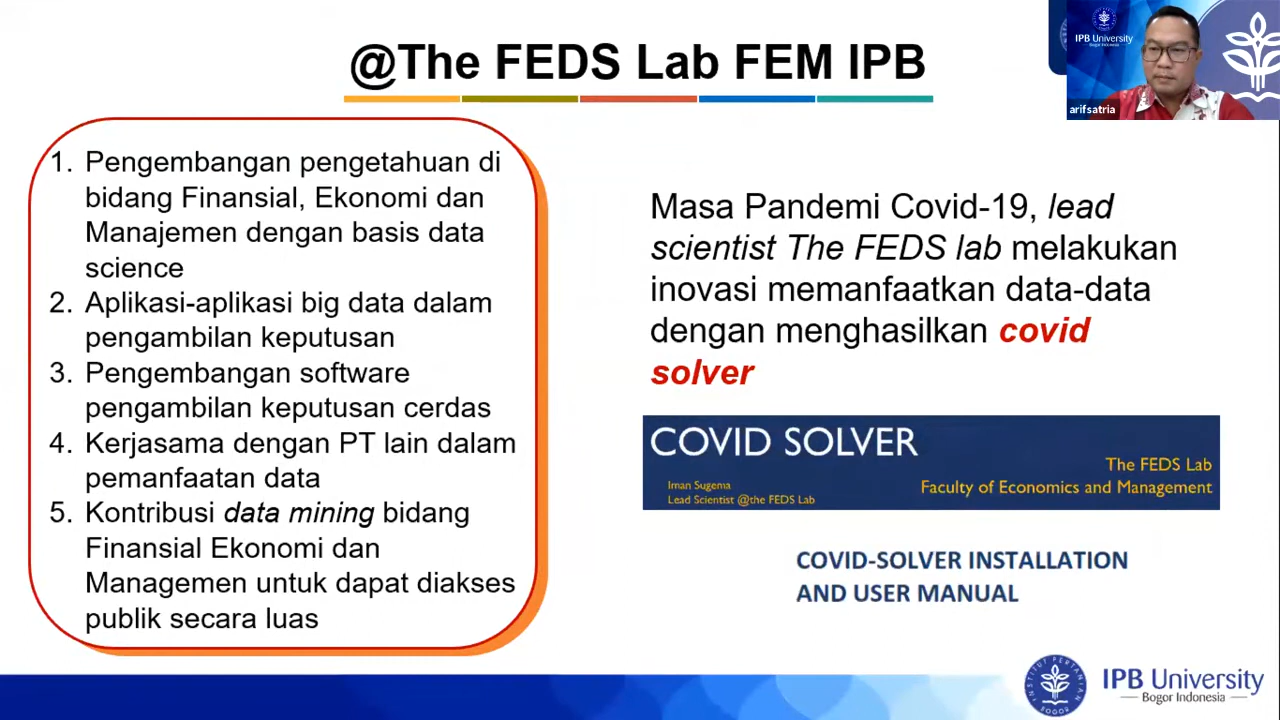 @The FEDS Lab FEM IPB
IPB University
Bogor Indonesia
arifsatria
1. Pengembangan pengetahuan di
bidang Finansial, Ekonomi dan
Manajemen dengan basis data
science
2. Aplikasi-aplikasi big data dalam
pengambilan keputusan
3. Pengembangan software
pengambilan keputusan cerdas
4. Kerjasama dengan PT lain dalam
pemanfaatan data
5. Kontribusi data mining bidang
Finansial Ekonomi dan
Managemen untuk dapat diakses
publik secara luas
Masa Pandemi Covid-19, lead
scientist The FEDS lab melakukan
inovasi memanfaatkan data-data
dengan menghasilkan covid
solver
COVID SOLVER
The FEDS Lab
Iman Sugema
Faculty of Economics and Management
Lead Scientist @the FEDS Lab
COVID-SOLVER INSTALLATION
AND USER MANUAL
INSTITUT PERTANIAN
BOGOR
IPB University
Bogor Indonesia